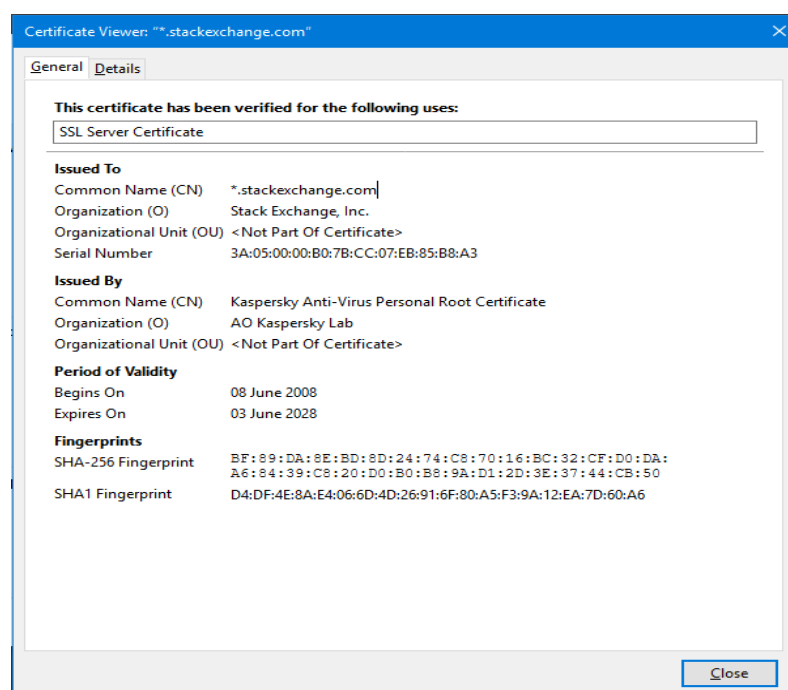 Certificate Viewer: "*.stackexchange.com"
General Details
This certificate has been verified for the following uses:
SSL Server Certificate
Issued To
Common Name (CN) *.stackexchange.com
Organization (O) Stack Exchange, Inc.
Organizational Unit (OU) <Not Part Of Certificate>
Serial Number 3A:05:00:00:B0:7B:CC:07:EB:85:B8:A3
Issued By
Common Name (CN) Kaspersky Anti-Virus Personal Root Certificate
Organization (O) AO Kaspersky Lab
Organizational Unit (OU) <Not Part Of Certificate>
Period of Validity
Begins On 08 June 2008
Expires On 03 June 2028
Fingerprints
SHA-256 Fingerprint BF:89:DA:8E:BD:8D:24:74:C8:70:16:BC:32:CF:D0:DA:
A6:84:39:C8:20:D0:B0:B8:9A:D1:2D:3E:37:44:CB:50
SHA1 Fingerprint D4:DF:4E:8A:E4:06:6D:4D:26:91:6F:80:A5:F3:9A:12:EA:7D:60:A6
Close